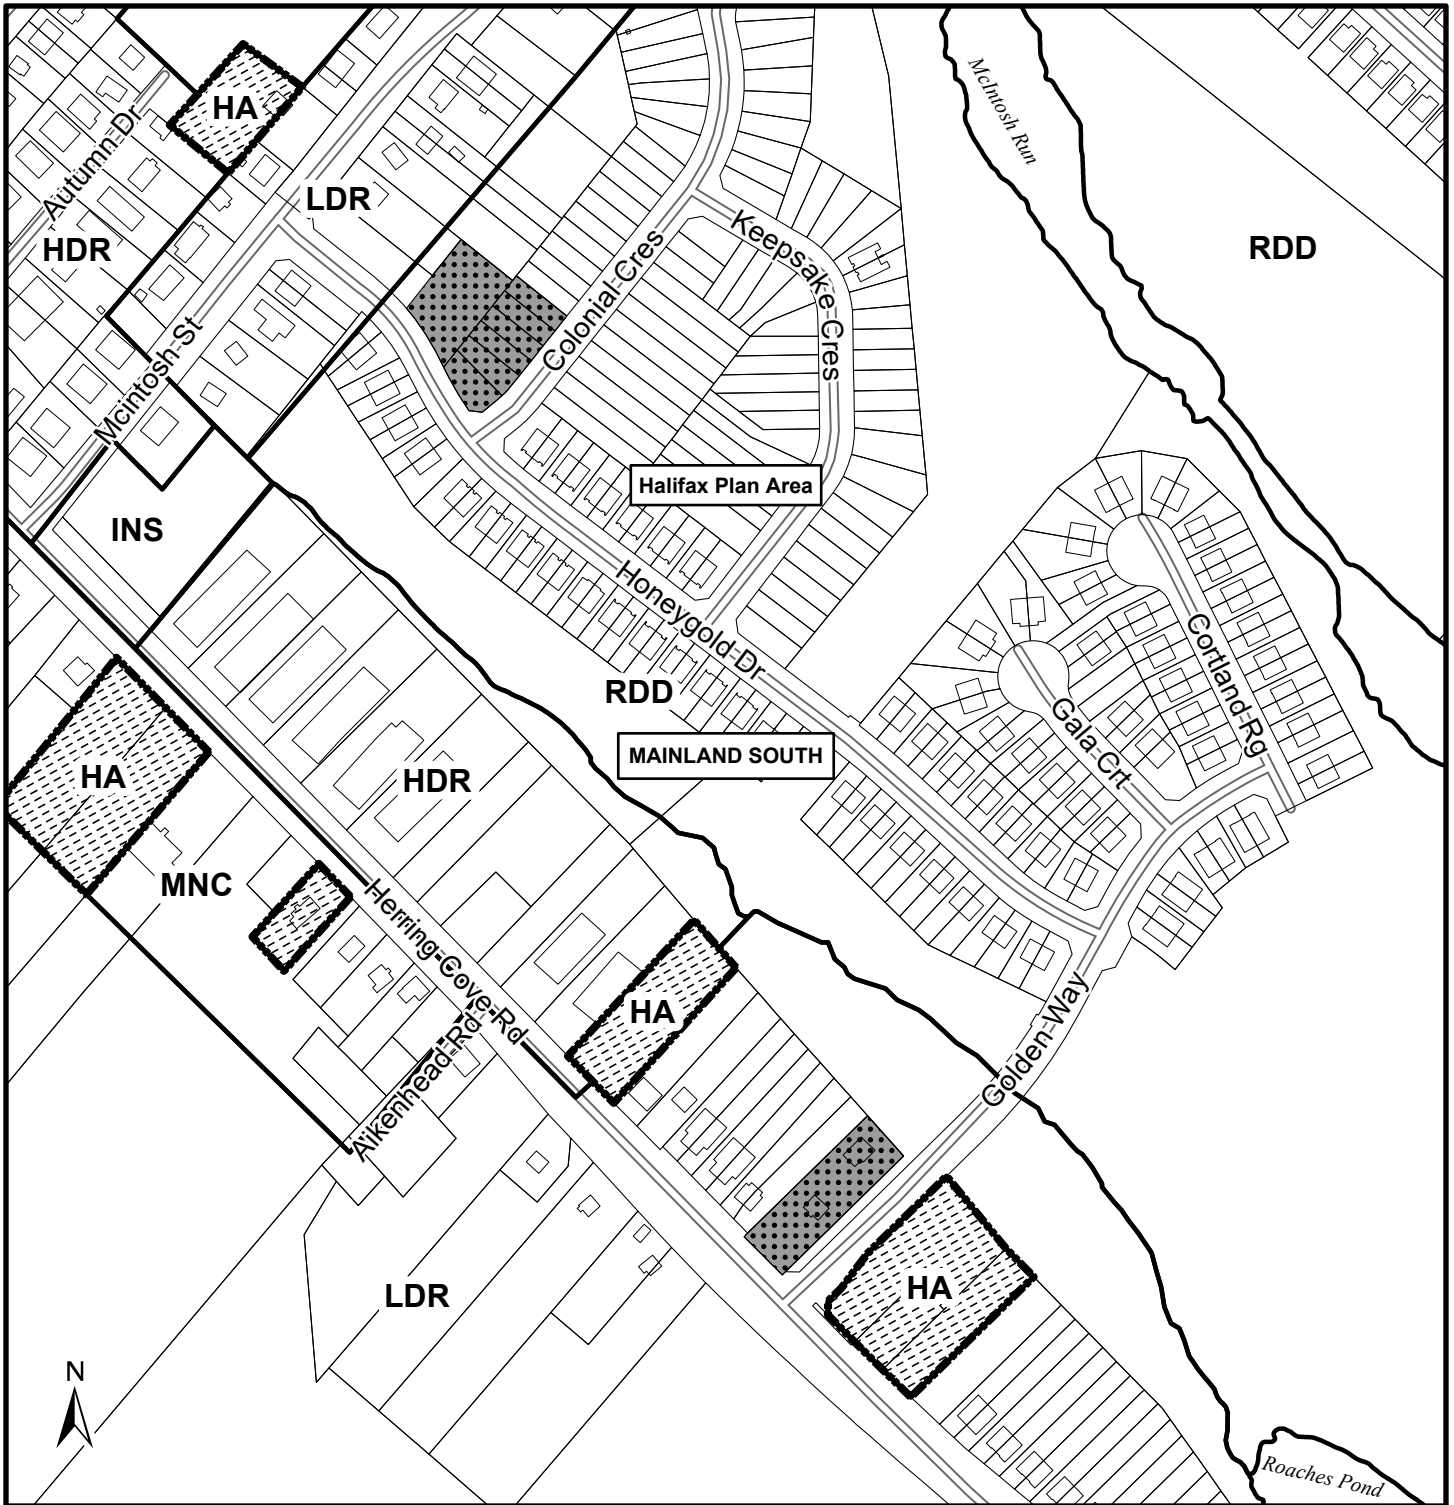 McIntosh Run
HA
Autumn Dr
LDR
HDR
Keepsake Cres
RDD
Colonial Cres
Mcintosh St
Halifax Plan Area
INS
Honeygold Dr
Cortland Rg
RDD
Gala Crt
MAINLAND SOUTH
HA
HDR
MNC
Herring Cove Rd
HA
Golden Way
Aikenhead Rd
HA
LDR
N
Roaches Pond